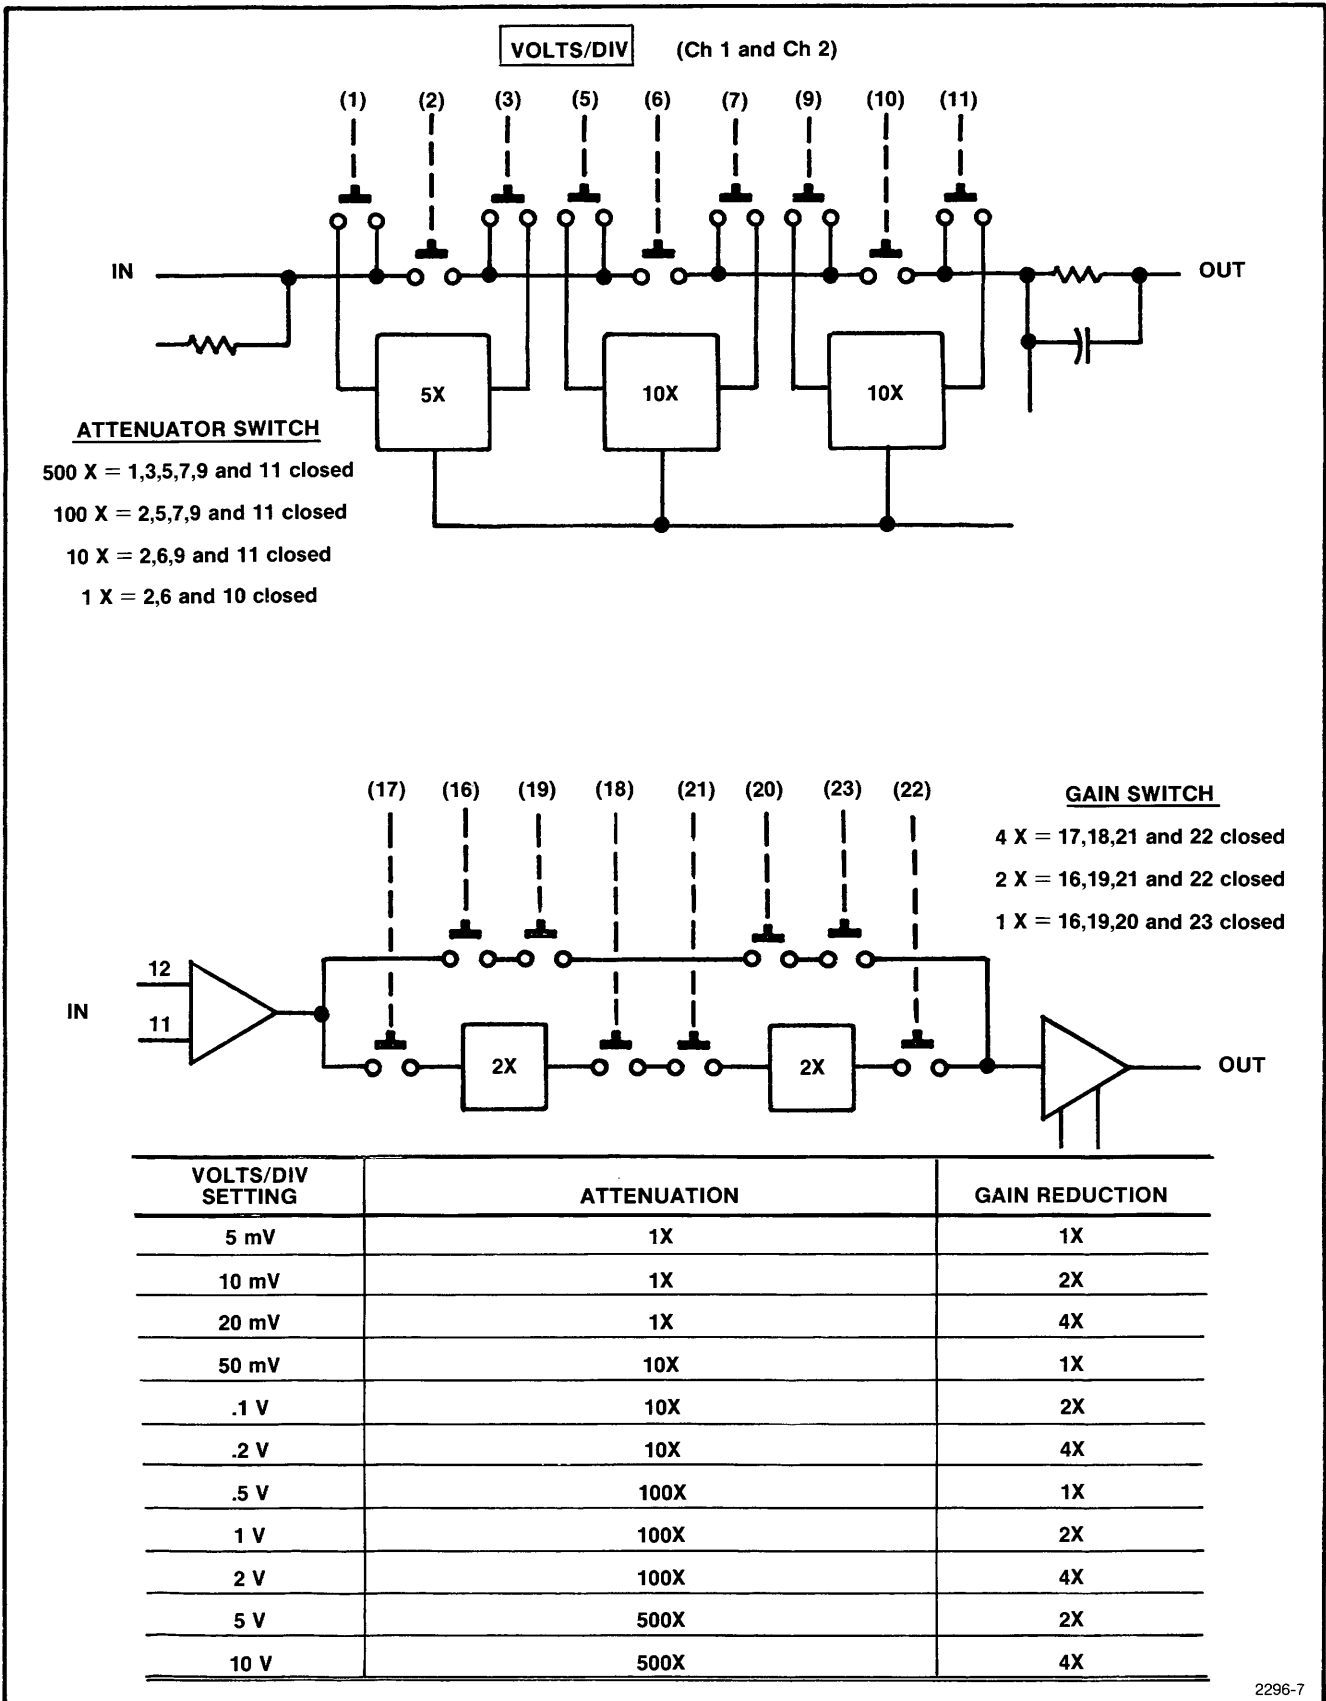 VOLTS/DIV (Ch 1 and Ch 2)
(1) (2) (3) (5) (6) (7) (9) (10) (11)
IN
OUT
5X
10X
10X
ATTENUATOR SWITCH
500 X = 1,3,5,7,9 and 11 closed
100 X = 2,5,7,9 and 11 closed
10 X = 2,6,9 and 11 closed
1 X = 2,6 and 10 closed
(17) (16) (19) (18) (21) (20) (23) (22)
GAIN SWITCH
4 X = 17,18,21 and 22 closed
2 X = 16,19,21 and 22 closed
1 X = 16,19,20 and 23 closed
12
IN
11
2X
2X
OUT
VOLTS/DIV
SETTING ATTENUATION GAIN REDUCTION
5 mV 1X 1X
10 mV 1X 2X
20 mV 1X 4X
50 mV 10X 1X
.1 V 10X 2X
.2 V 10X 4X
.5 V 100X 1X
1 V 100X 2X
2 V 100X 4X
5 V 500X 2X
10 V 500X 4X
2296-7